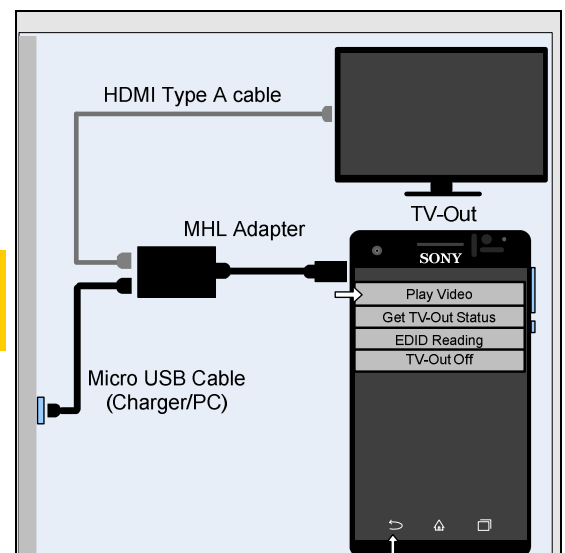 HDMI Type A cable
TV-Out
MHL Adapter
SONY
Play Video
Get TV-Out Status
EDID Reading
TV-Out Off
Micro USB Cable
(Charger/PC)